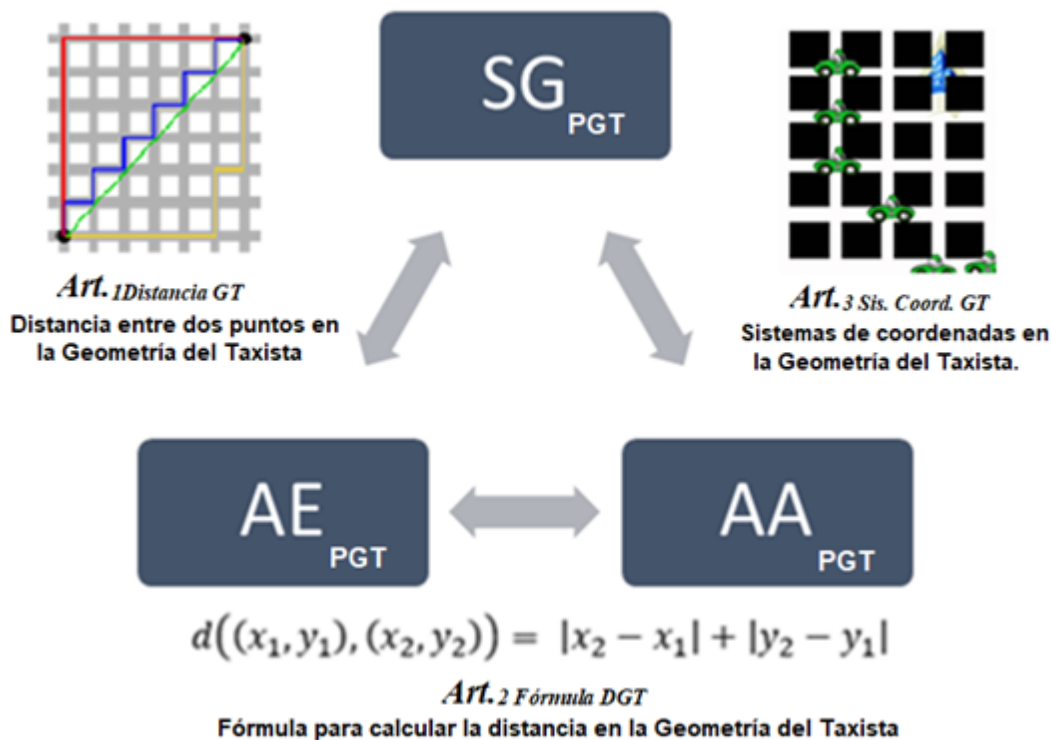 SG PGT
Art.1Distancia GT
Distancia entre dos puntos en
la Geometría del Taxista
Art.3 Sis. Coord. GT
Sistemas de coordenadas en
la Geometría del Taxista.
AE PGT
AA PGT
d((x₁, y₁), (x₂, y₂)) = |x₂ − x₁| + |y₂ − y₁|
Art.2 Fórmula DGT
Fórmula para calcular la distancia en la Geometría del Taxista